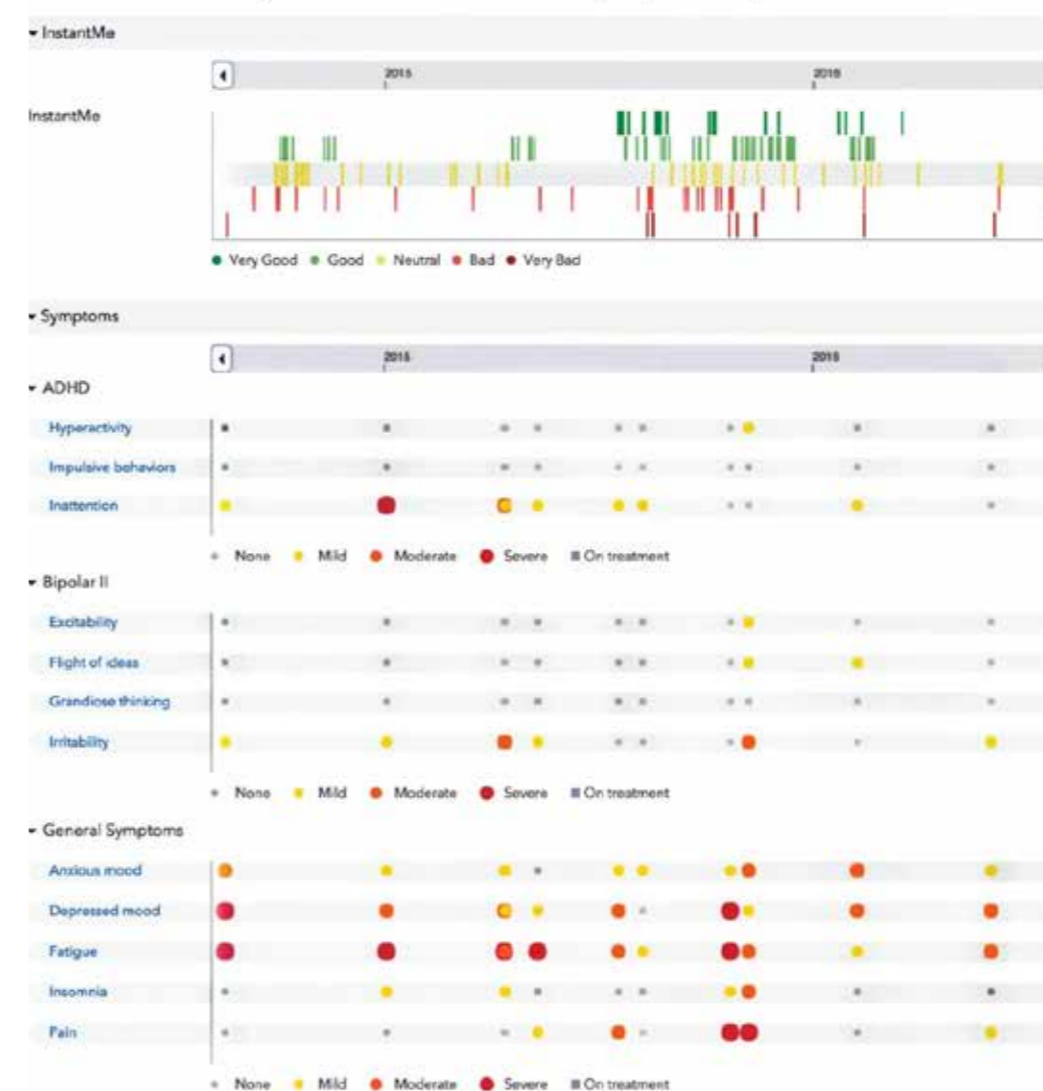 InstantMe
2015
2016
InstantMe
Very Good Good Neutral Bad Very Bad
Symptoms
2015
2016
ADHD
Hyperactivity
Impulsive behaviors
Inattention
None Mild Moderate Severe On treatment
Bipolar II
Excitability
Flight of ideas
Grandiose thinking
Irritability
None Mild Moderate Severe On treatment
General Symptoms
Anxious mood
Depressed mood
Fatigue
Insomnia
Pain
None Mild Moderate Severe On treatment